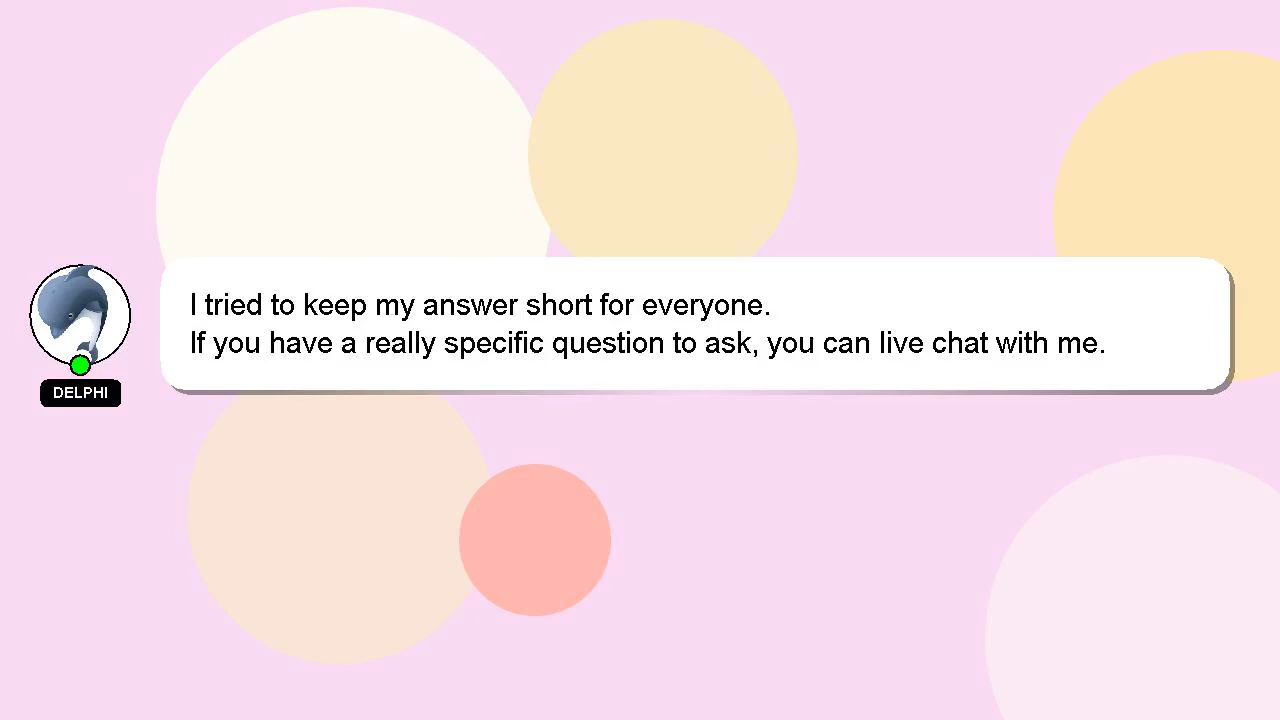 I tried to keep my answer short for everyone.
If you have a really specific question to ask, you can live chat with me.
DELPHI